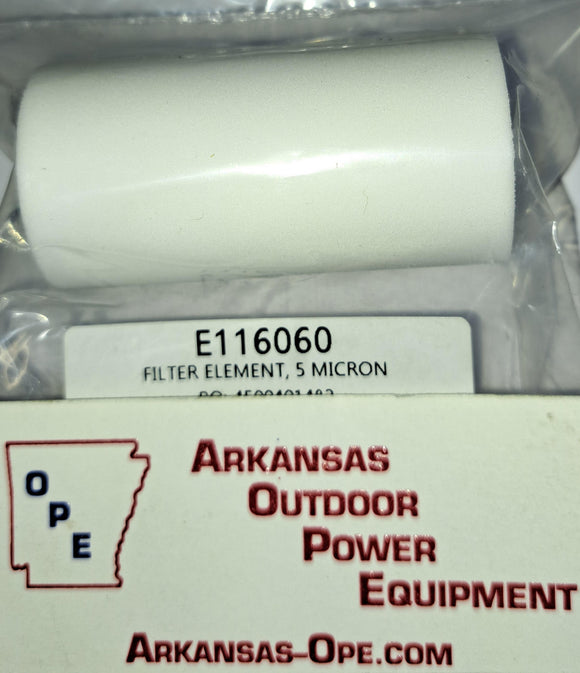 E116060
FILTER ELEMENT, 5 MICRON
O
P
E
ARKANSAS
OUTDOOR
POWER
EQUIPMENT
ARKANSAS-OPE.COM